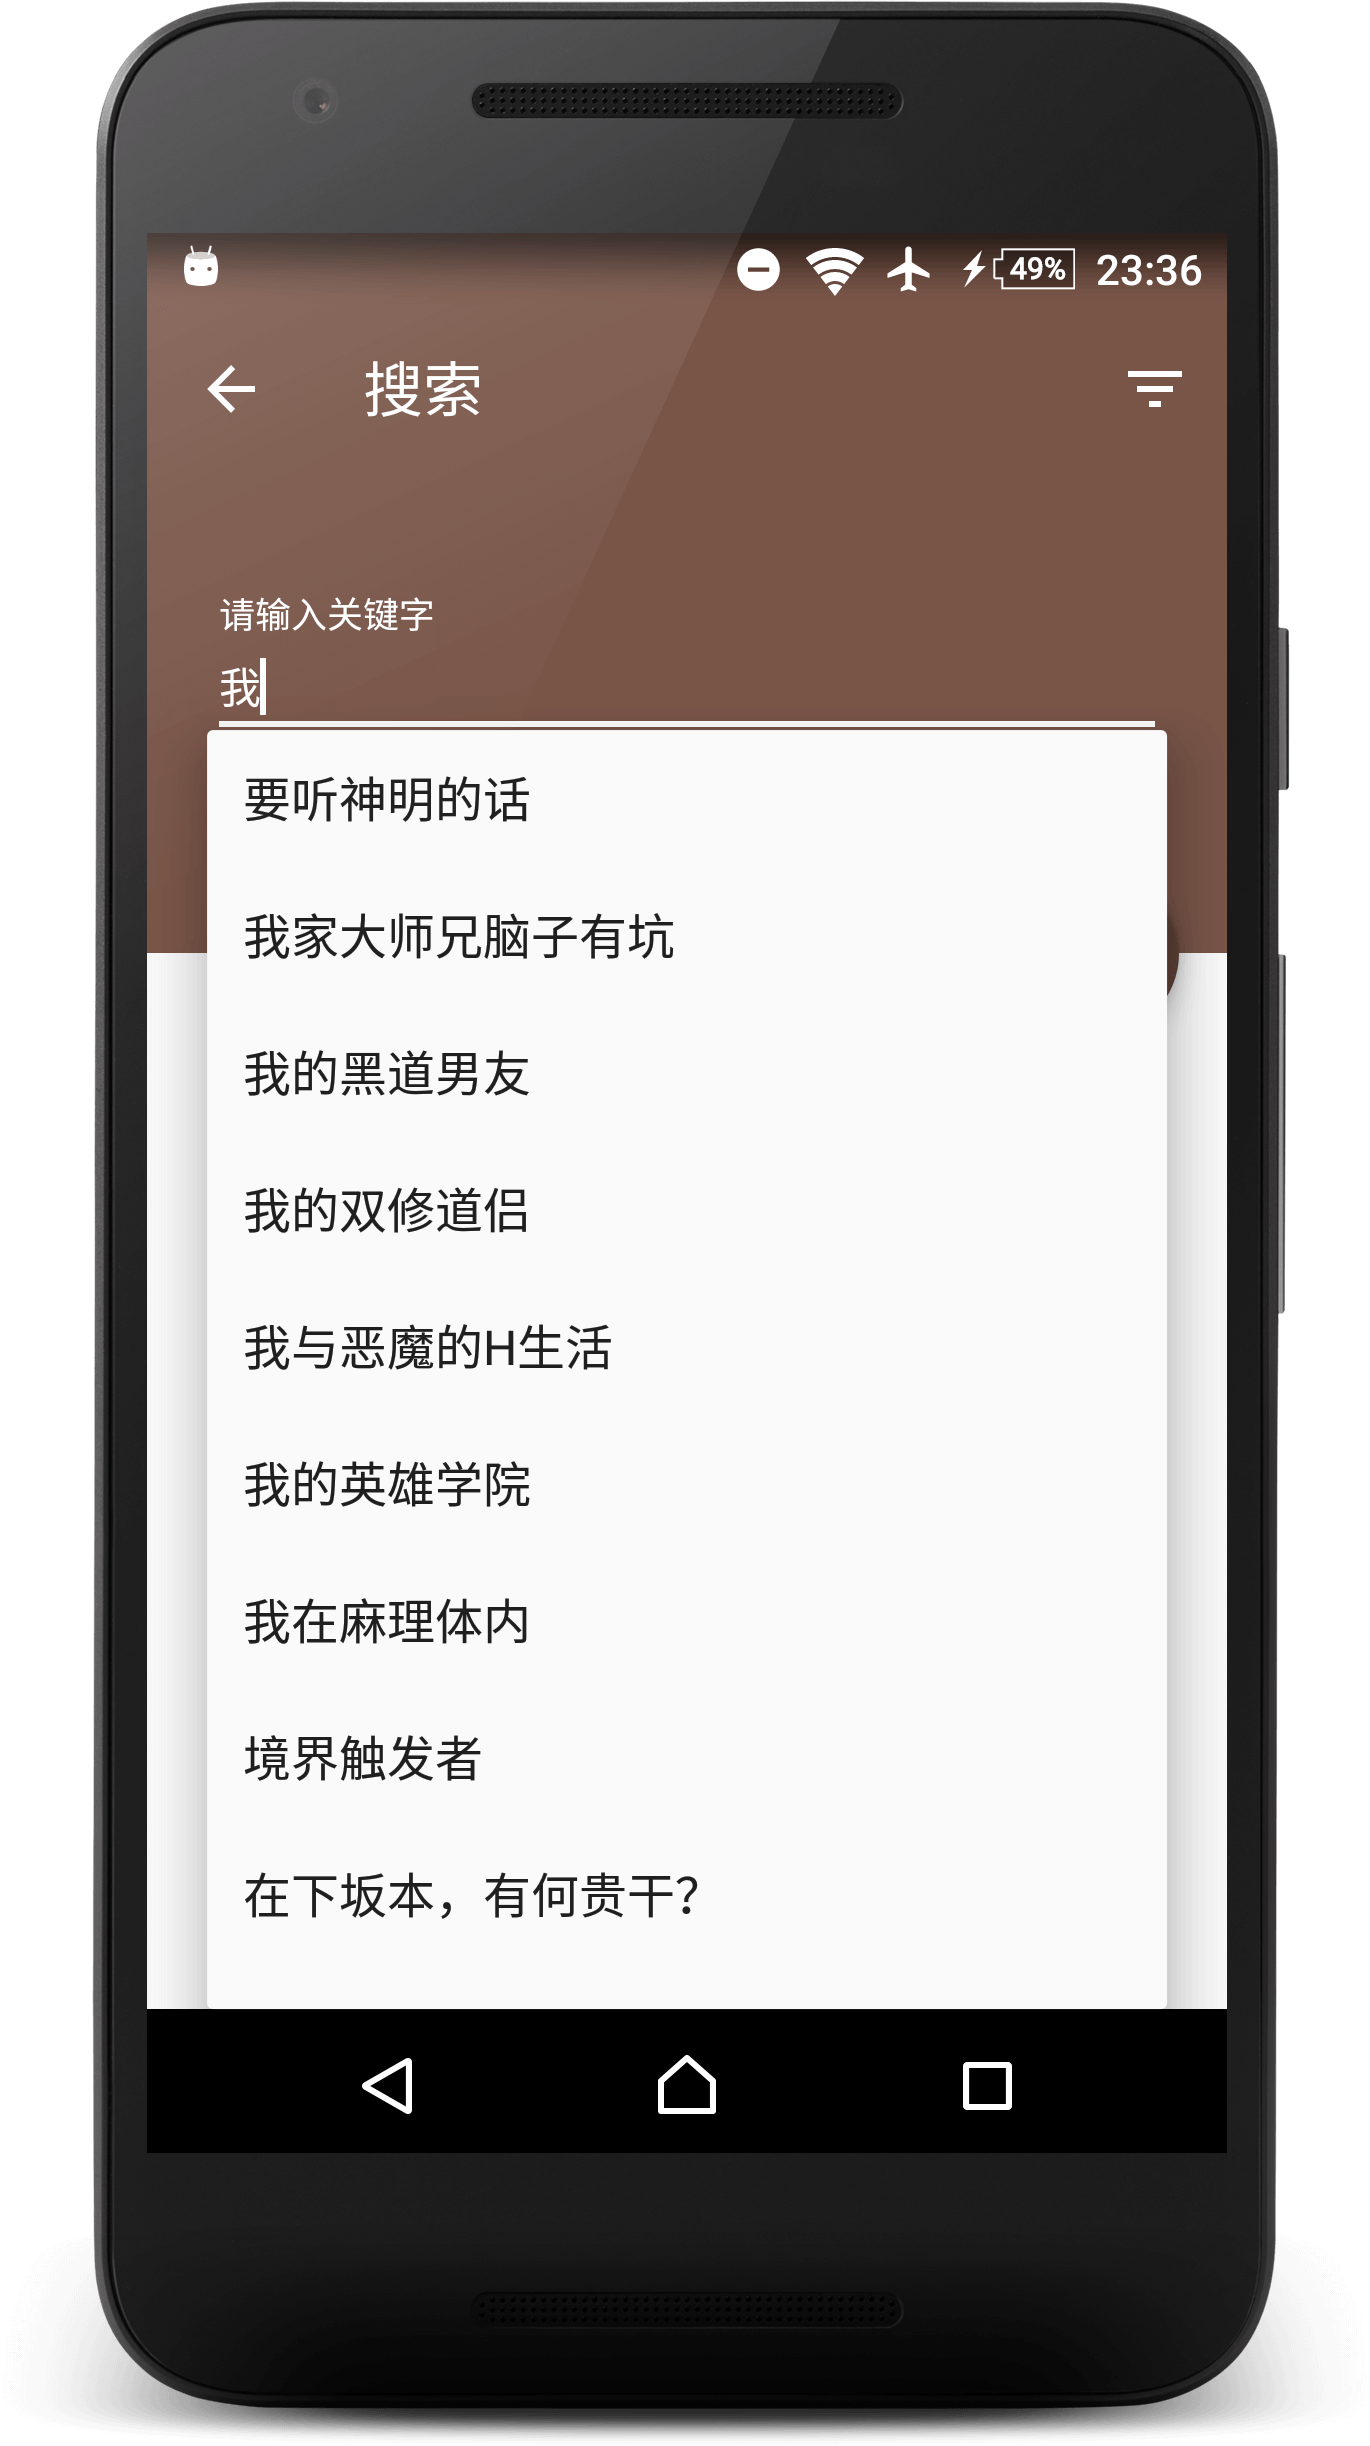 49%
23:36
搜索
请输入关键字
我
要听神明的话
我家大师兄脑子有坑
我的黑道男友
我的双修道侣
我与恶魔的H生活
我的英雄学院
我在麻理体内
境界触发者
在下坂本，有何贵干？